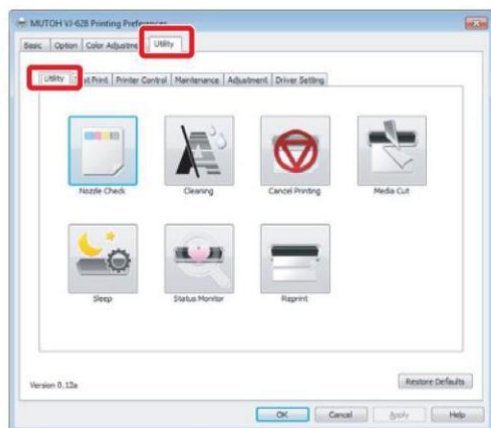 MUTOH VJ-628 Printing Preferences
Basic Option Color Adjustme Utility
Utility st Print Printer Control Maintenance Adjustment Driver Setting
Nozzle Check Cleaning Cancel Printing Media Cut
Sleep Status Monitor Reprint
Version 0.12a Restore Defaults
OK Cancel Apply Help